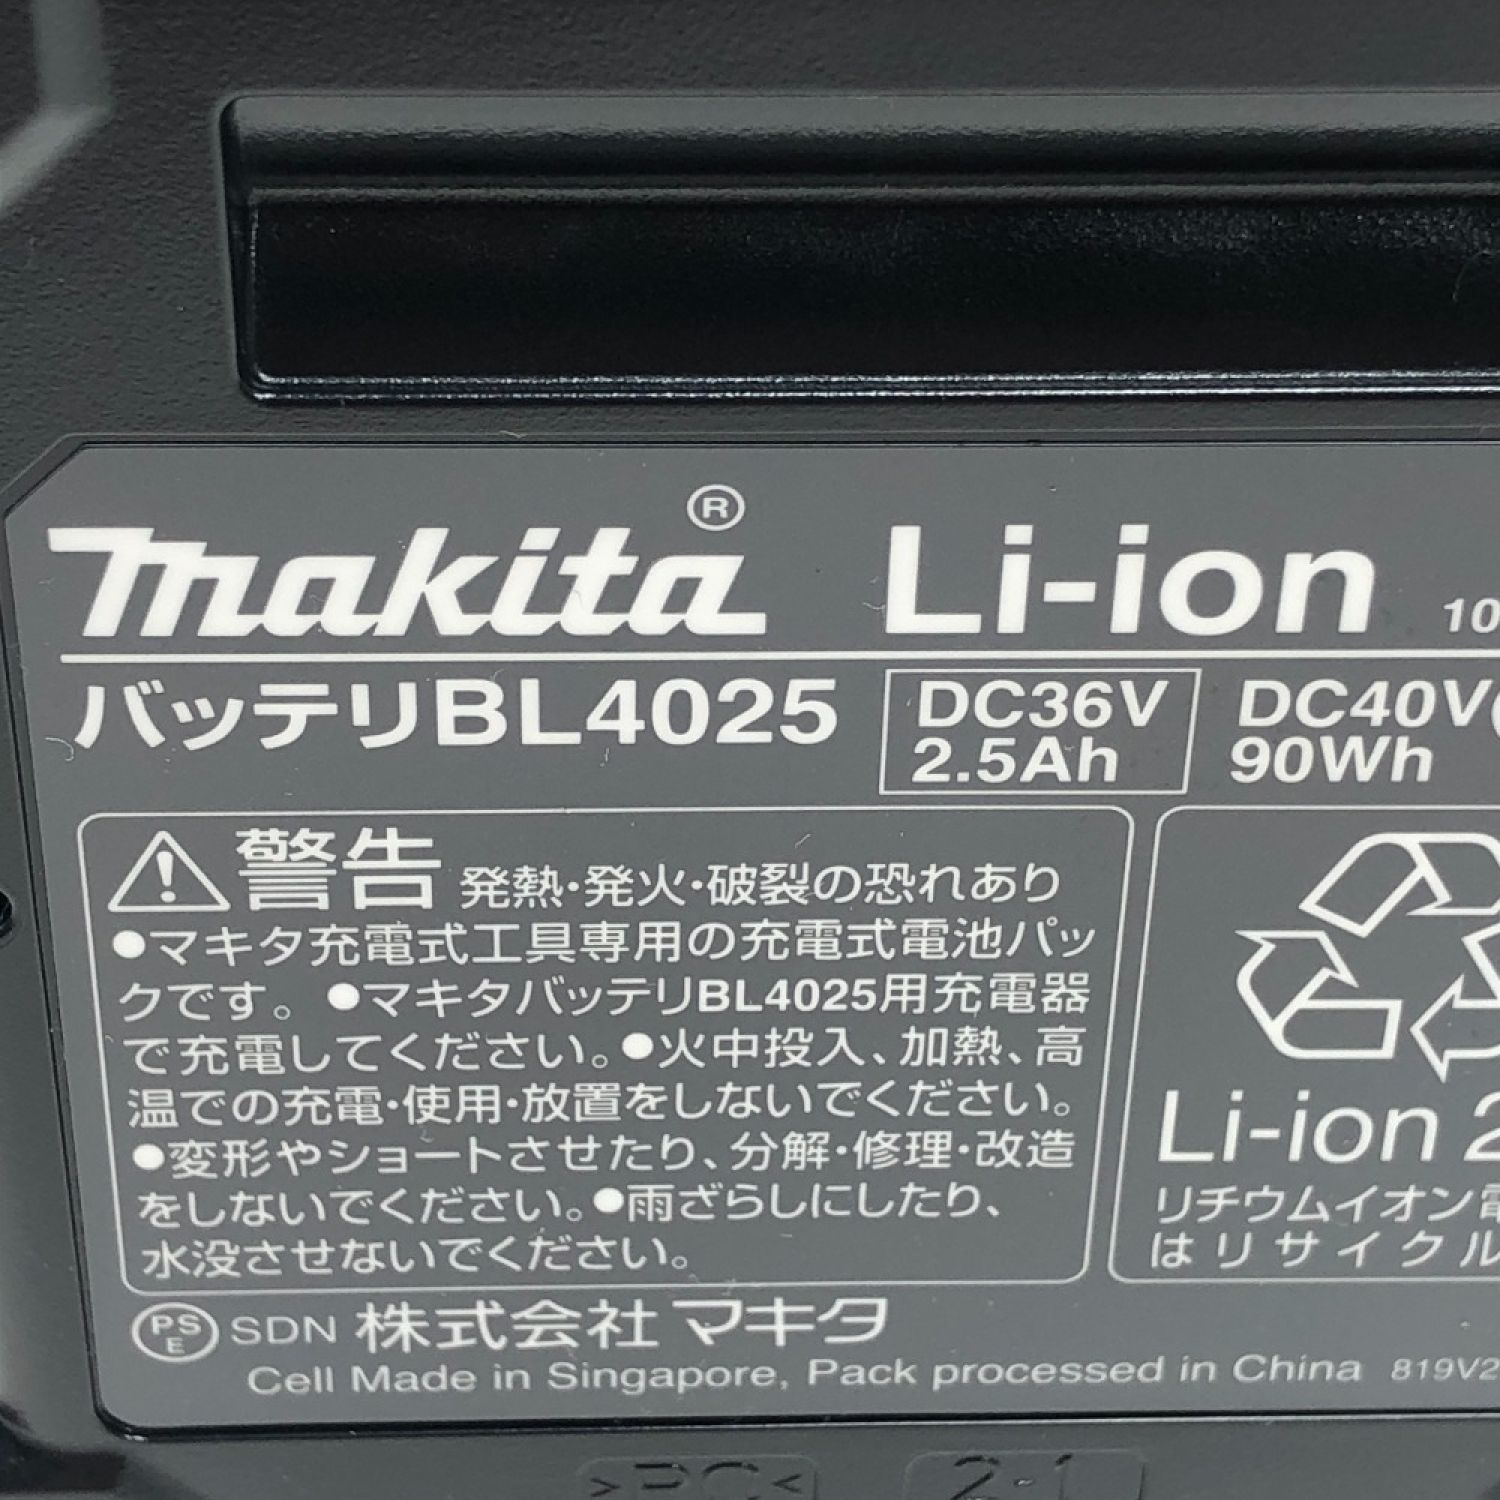 makita® Li-ion 10
バッテリBL4025 DC36V DC40V(
2.5Ah 90Wh
警告 発熱・発火・破裂の恐れあり
●マキタ充電式工具専用の充電式電池パッ
クです。●マキタバッテリBL4025用充電器
で充電してください。●火中投入、加熱、高
温での充電・使用・放置をしないでください。
●変形やショートさせたり、分解・修理・改造
をしないでください。●雨ざらしにしたり、
水没させないでください。
Li-ion 2
リチウムイオン電
はリサイクル
PSE SDN 株式会社マキタ
Cell Made in Singapore, Pack processed in China 819V2
>PC< 2-1